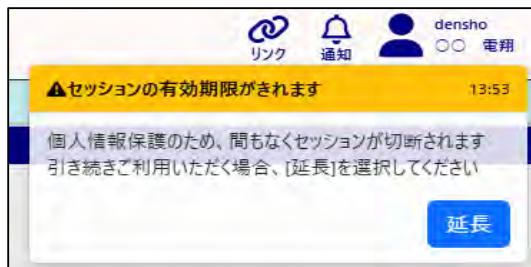 リンク
通知
densho
○○ 電翔
⚠セッションの有効期限がきれます
13:53
個人情報保護のため、間もなくセッションが切断されます
引き続きご利用いただく場合、[延長]を選択してください
延長